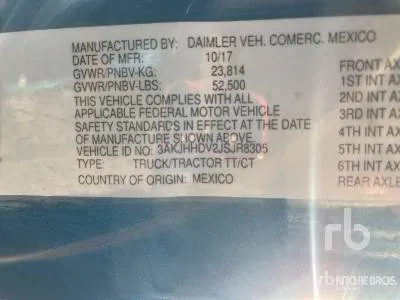 MANUFACTURED BY: DAIMLER VEH. COMERC. MEXICO
DATE OF MFR: 10/17
GVWR/PNBV-KG: 23,814
GVWR/PNBV-LBS: 52,500
THIS VEHICLE COMPLIES WITH ALL
APPLICABLE FEDERAL MOTOR VEHICLE
SAFETY STANDARDS IN EFFECT AT THE DATE
OF MANUFACTURE SHOWN ABOVE.
VEHICLE ID NO: 3AKJHHDV2JSJR8305
TYPE: TRUCK/TRACTOR TT/CT
COUNTRY OF ORIGIN: MEXICO
FRONT AX
1ST INT AX
2ND INT AX
3RD INT AX
4TH INT AX
5TH INT AX
6TH INT AX
REAR AXLE
rb
rb RITCHIE BROS